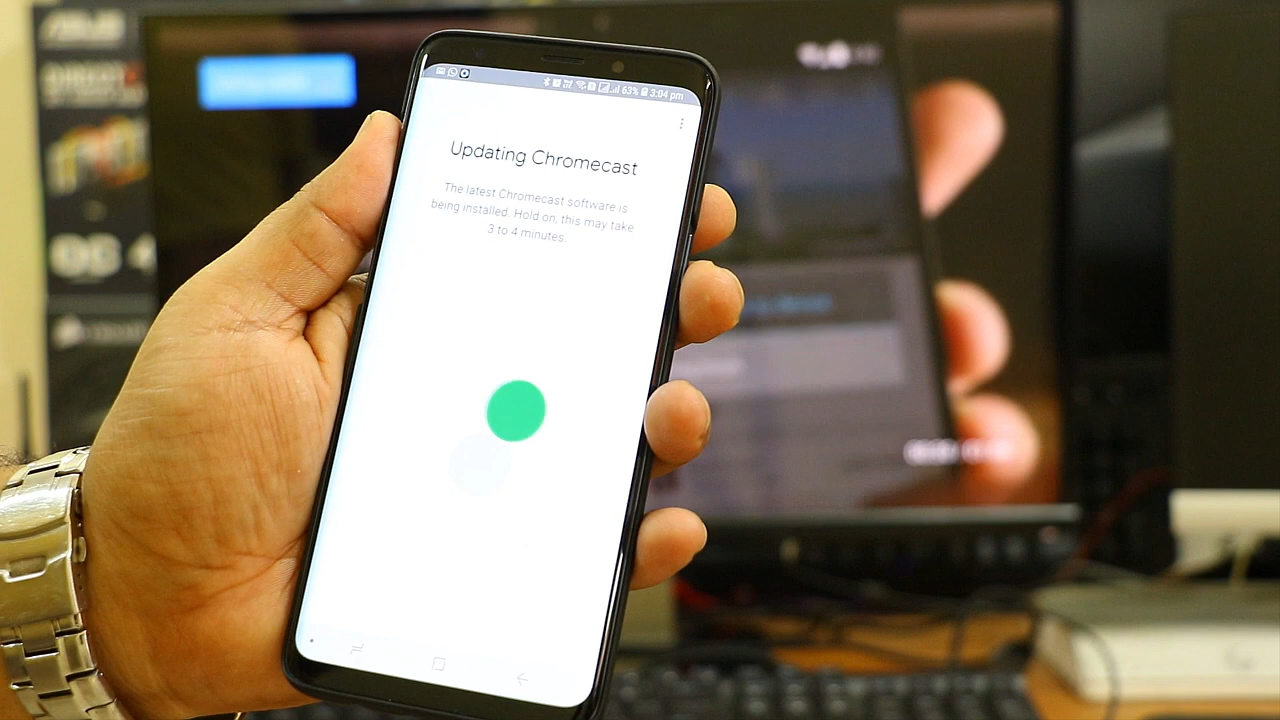 ASUS
63% 3:04 pm
Updating Chromecast
The latest Chromecast software is
being installed. Hold on, this may take
3 to 4 minutes.